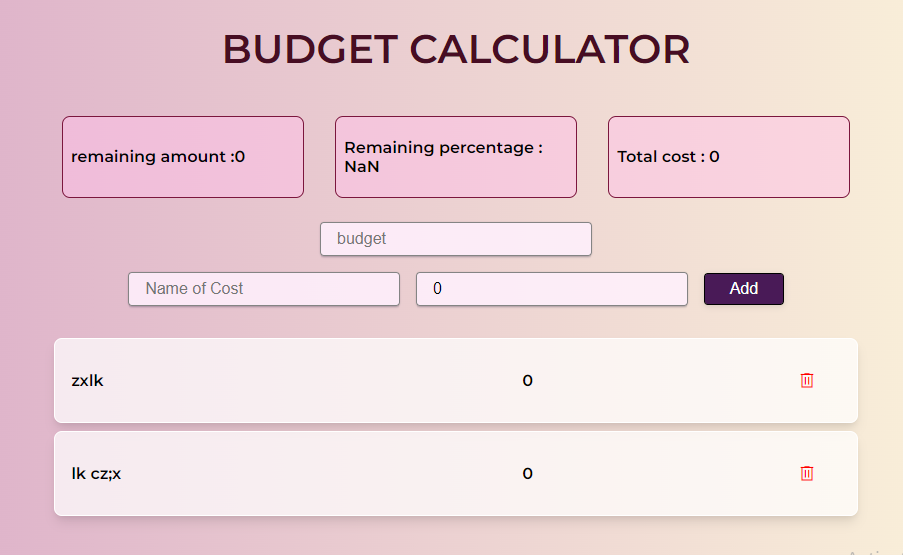 BUDGET CALCULATOR
remaining amount :0
Remaining percentage :
NaN
Total cost : 0
budget
Name of Cost
0
Add
zxlk 0
lk cz;x 0